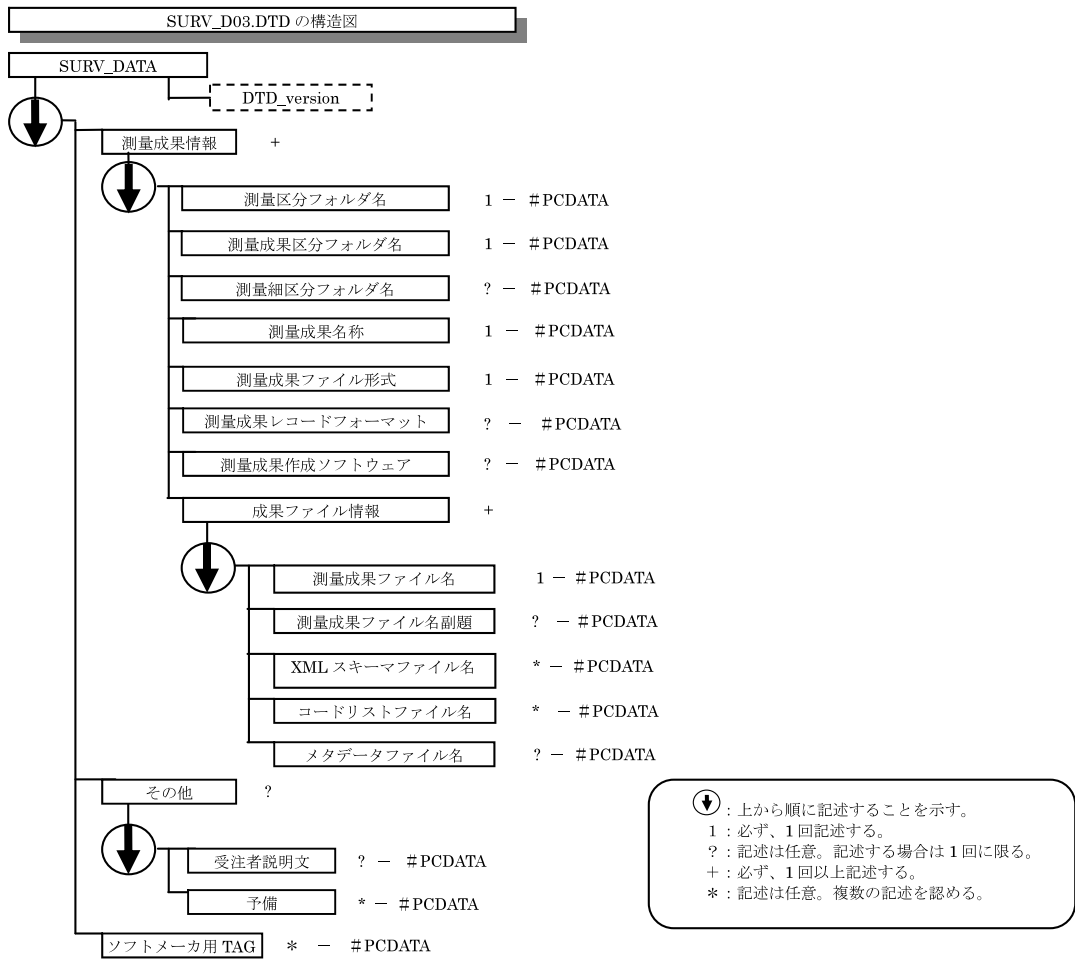 SURV_D03.DTD の構造図
SURV_DATA
DTD_version
測量成果情報 +
測量区分フォルダ名 1 － ＃PCDATA
測量成果区分フォルダ名 1 － ＃PCDATA
測量細区分フォルダ名 ? － ＃PCDATA
測量成果名称 1 － ＃PCDATA
測量成果ファイル形式 1 － ＃PCDATA
測量成果レコードフォーマット ? － ＃PCDATA
測量成果作成ソフトウェア ? － ＃PCDATA
成果ファイル情報 +
測量成果ファイル名 1 － ＃PCDATA
測量成果ファイル名副題 ? － ＃PCDATA
XML スキーマファイル名 * － ＃PCDATA
コードリストファイル名 * － ＃PCDATA
メタデータファイル名 ? － ＃PCDATA
その他 ?
受注者説明文 ? － ＃PCDATA
予備 * － ＃PCDATA
ソフトメーカ用 TAG ＊ － ＃PCDATA
：上から順に記述することを示す。
1：必ず、1 回記述する。
?：記述は任意。記述する場合は 1 回に限る。
+：必ず、1 回以上記述する。
＊：記述は任意。複数の記述を認める。